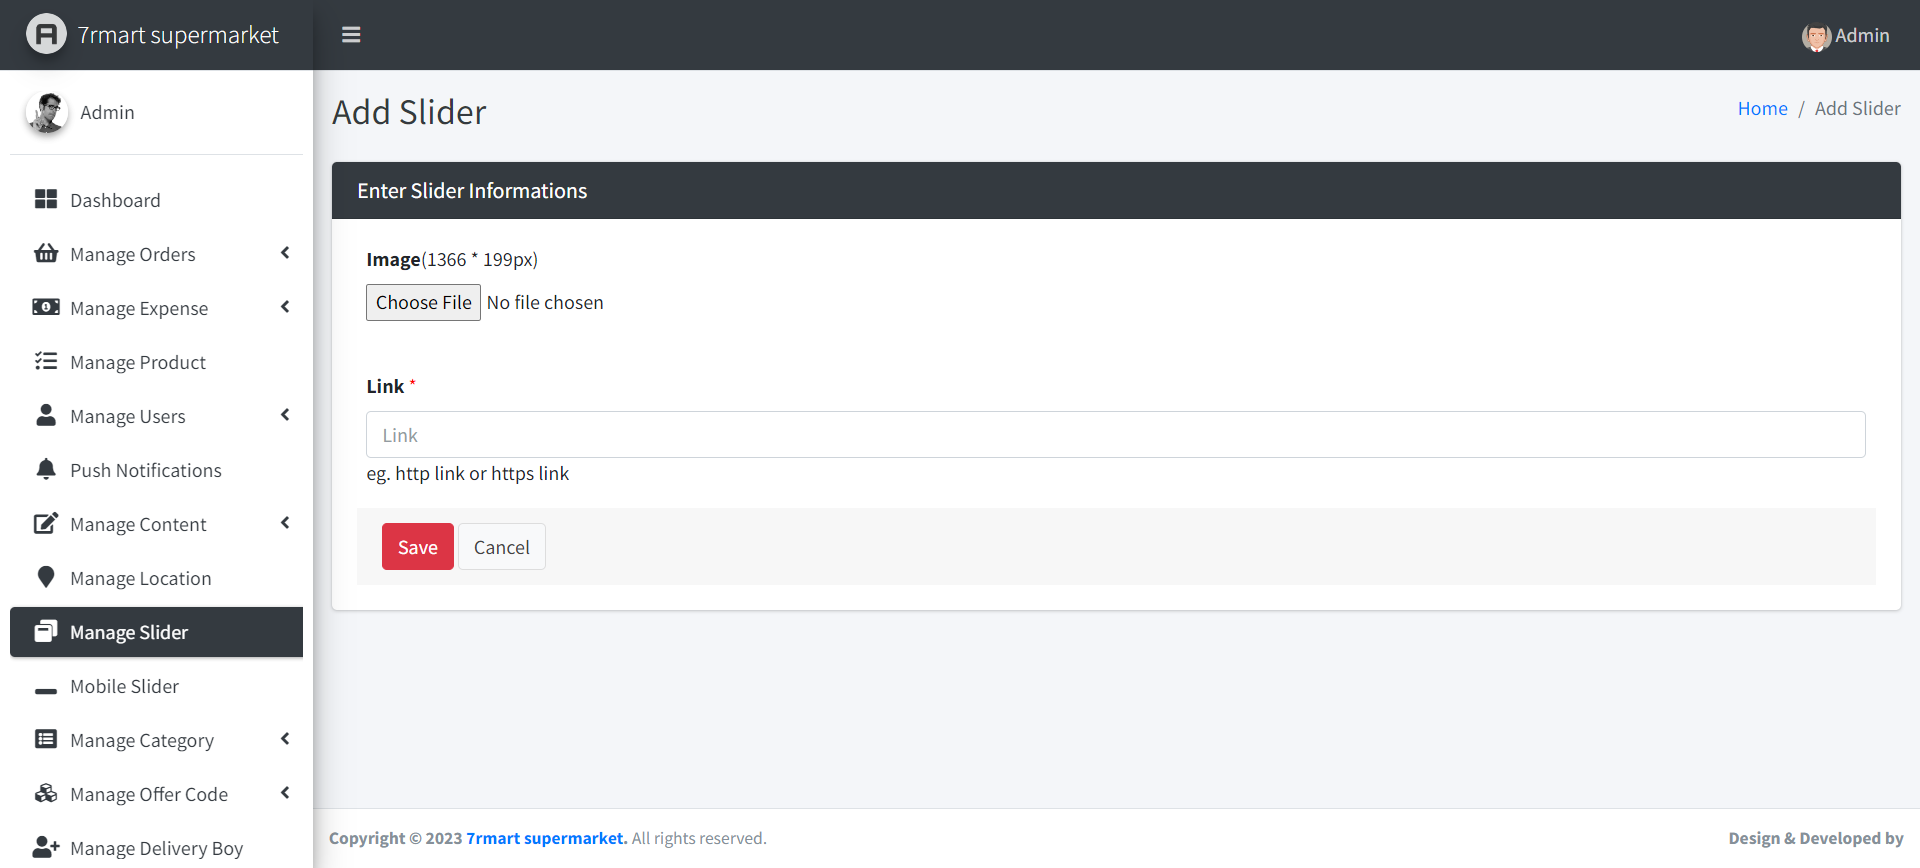 7rmart supermarket
Admin
Admin
Dashboard
Manage Orders
Manage Expense
Manage Product
Manage Users
Push Notifications
Manage Content
Manage Location
Manage Slider
Mobile Slider
Manage Category
Manage Offer Code
Manage Delivery Boy
Add Slider
Home / Add Slider
Enter Slider Informations
Image(1366 * 199px)
Choose File No file chosen
Link *
Link
eg. http link or https link
Save Cancel
Copyright © 2023 7rmart supermarket. All rights reserved.
Design & Developed by